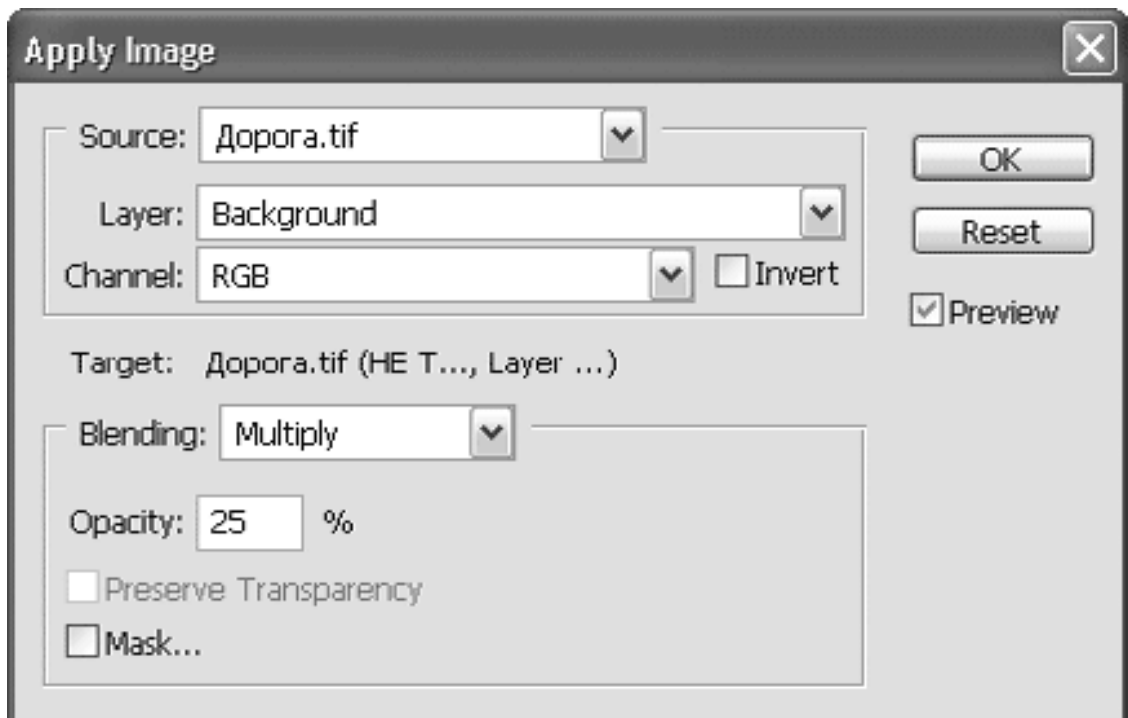 Apply Image
Source: Дорога.tif
OK
Layer: Background
Reset
Channel: RGB
Invert
Preview
Target: Дорога.tif (НЕ Т..., Layer ...)
Blending: Multiply
Opacity: 25 %
Preserve Transparency
Mask...